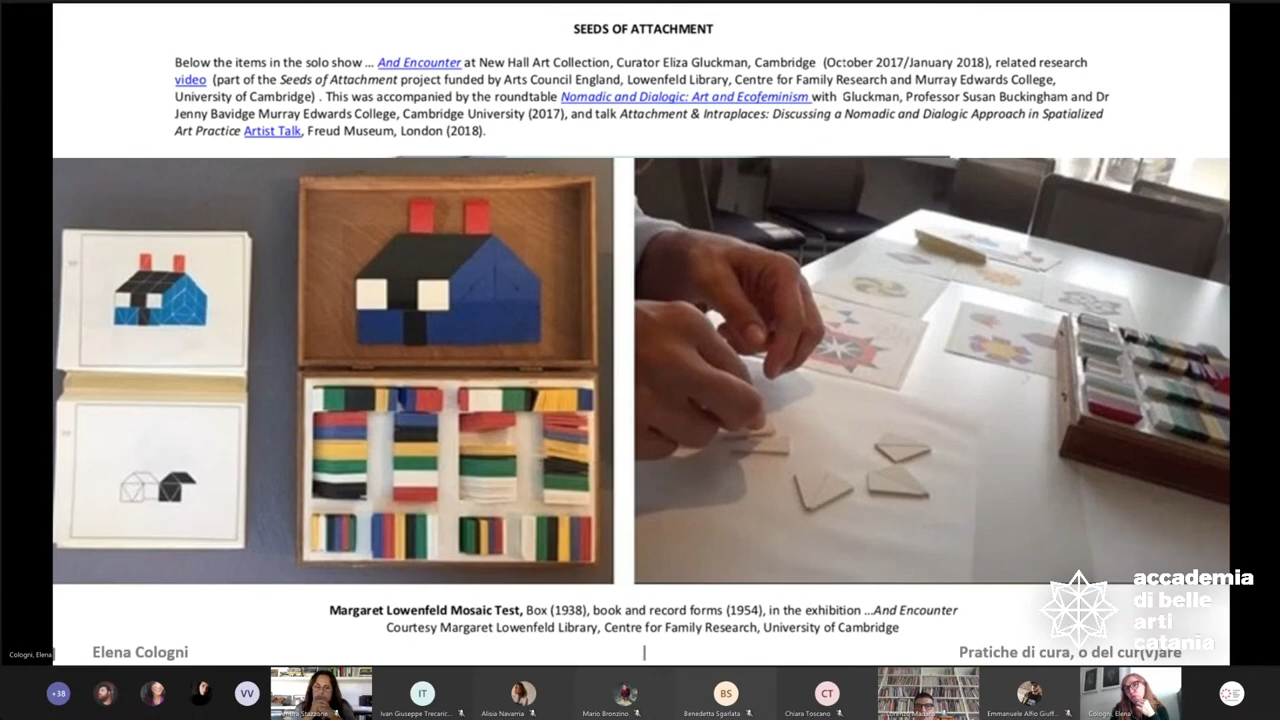 SEEDS OF ATTACHMENT
Below the items in the solo show ... And Encounter at New Hall Art Collection, Curator Eliza Gluckman, Cambridge (October 2017/January 2018), related research
video (part of the Seeds of Attachment project funded by Arts Council England, Lowenfeld Library, Centre for Family Research and Murray Edwards College,
University of Cambridge) . This was accompanied by the roundtable Nomadic and Dialogic: Art and Ecofeminism with Gluckman, Professor Susan Buckingham and Dr
Jenny Bavidge Murray Edwards College, Cambridge University (2017), and talk Attachment & Intraplaces: Discussing a Nomadic and Dialogic Approach in Spatialized
Art Practice Artist Talk, Freud Museum, London (2018).
Margaret Lowenfeld Mosaic Test, Box (1938), book and record forms (1954), in the exhibition ...And Encounter
Courtesy Margaret Lowenfeld Library, Centre for Family Research, University of Cambridge
accademia
di belle
arti
catania
Cologni, Elena
Elena Cologni
|
Pratiche di cura, o del cur(v)are
+38
VV
IT
BS
CT
Ivan Giuseppe Trecaric...
Alisia Navarria
Mario Bronzino
Benedetta Sgarlata
Chiara Toscano
Emmanuele Alfio Giuff...
Cologni, Elena